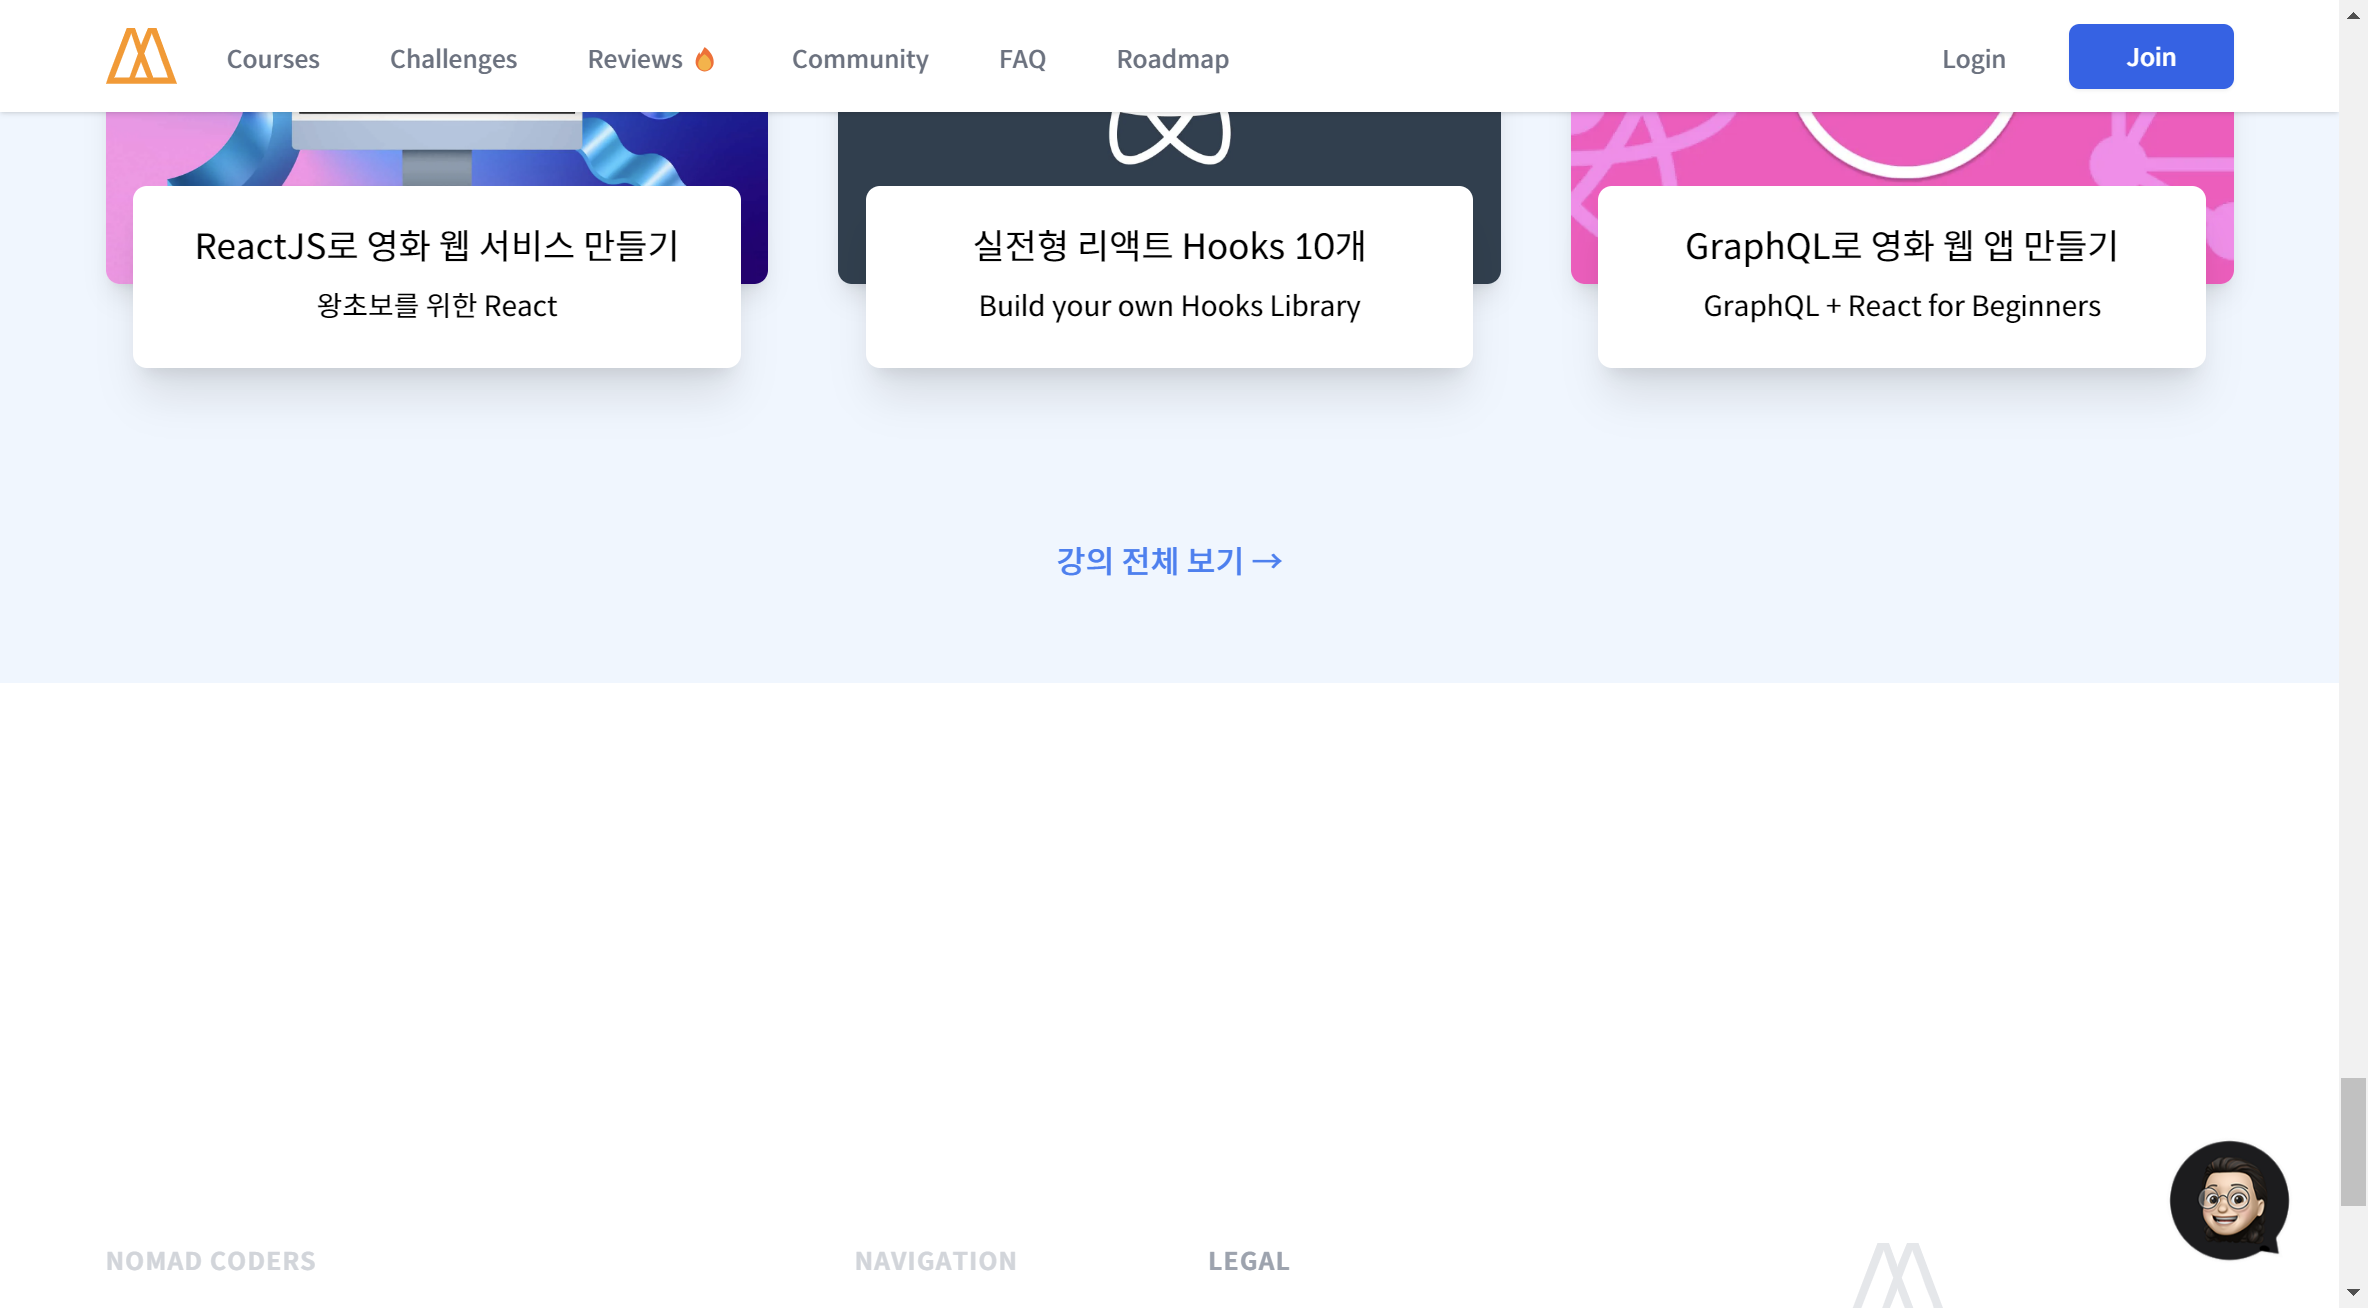 Courses
Challenges
Reviews 🔥
Community
FAQ
Roadmap
Login
Join
ReactJS로 영화 웹 서비스 만들기
왕초보를 위한 React
실전형 리액트 Hooks 10개
Build your own Hooks Library
GraphQL로 영화 웹 앱 만들기
GraphQL + React for Beginners
강의 전체 보기 →
NOMAD CODERS
NAVIGATION
LEGAL